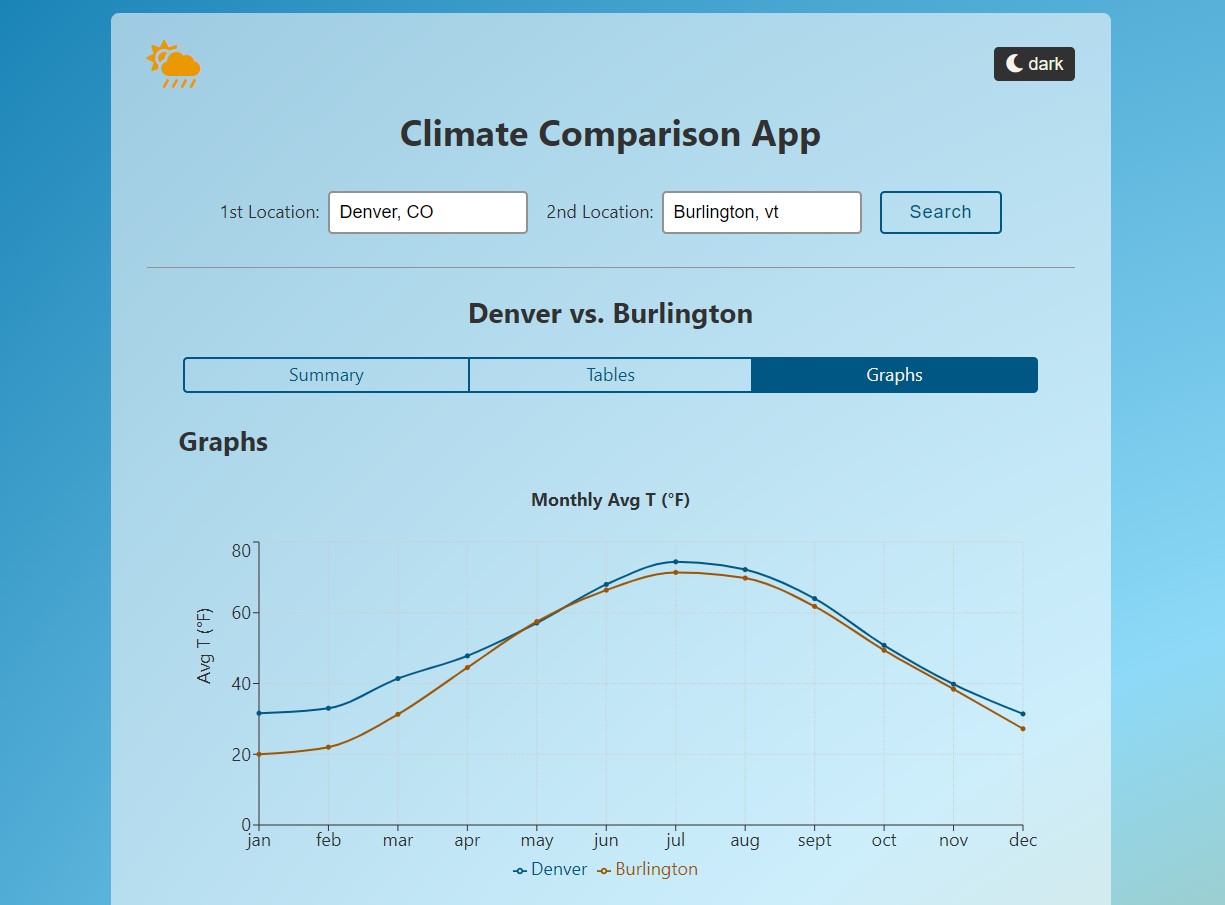 dark
Climate Comparison App
1st Location: Denver, CO 2nd Location: Burlington, vt Search
Denver vs. Burlington
Summary Tables Graphs
Graphs
Monthly Avg T (°F)
Avg T (°F)
80
60
40
20
0
jan feb mar apr may jun jul aug sept oct nov dec
Denver Burlington